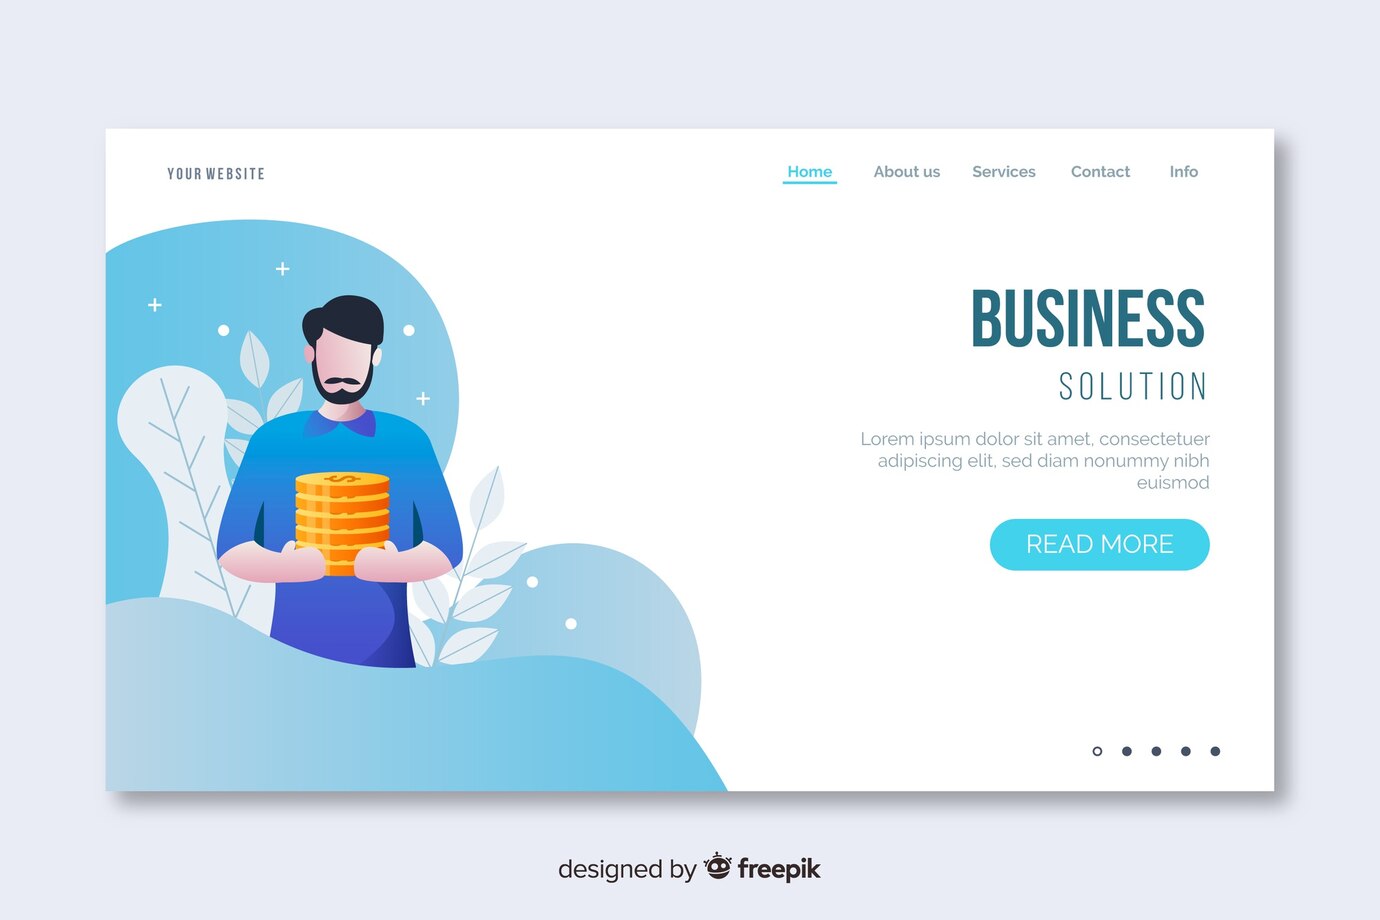 YOUR WEBSITE
Home About us Services Contact Info
BUSINESS
SOLUTION
Lorem ipsum dolor sit amet, consectetuer
adipiscing elit, sed diam nonummy nibh
euismod
READ MORE
designed by freepik